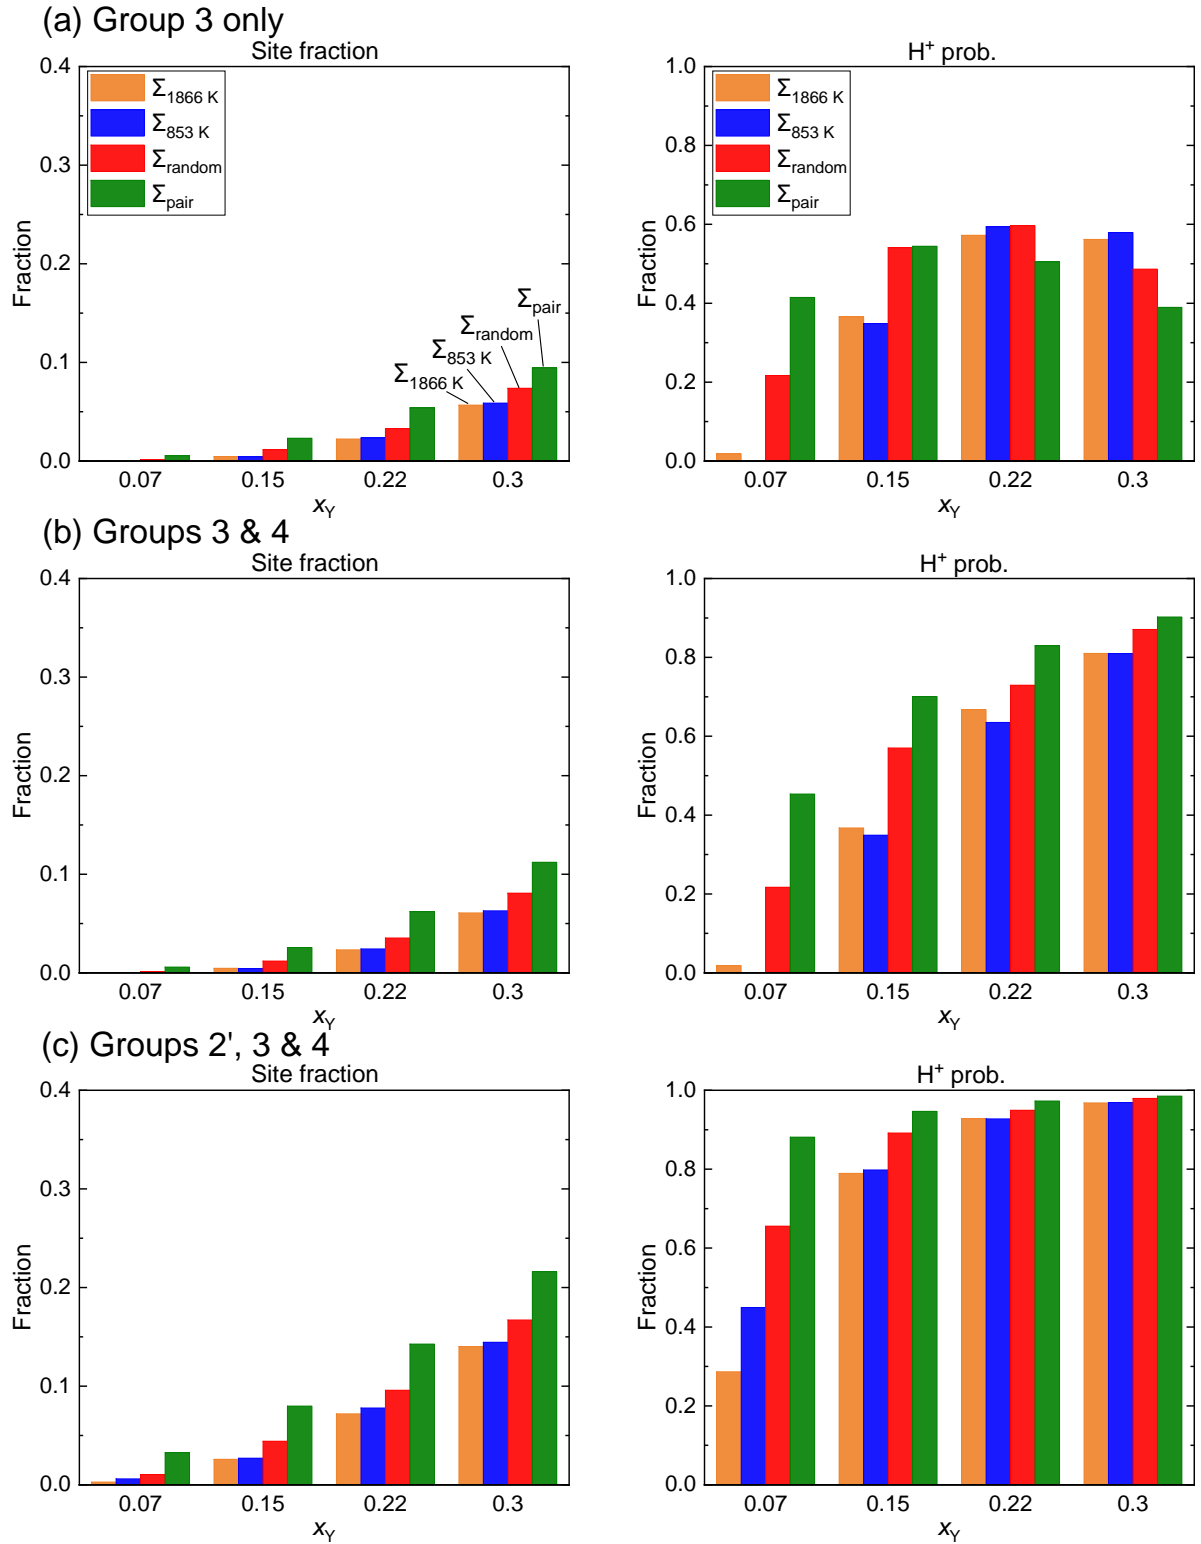 (a) Group 3 only
Site fraction
0.4
0.3
0.2
0.1
0.0
Fraction
Σ1866 K
Σ853 K
Σrandom
Σpair
Σ1866 K
Σ853 K
Σrandom
Σpair
0.07 0.15 0.22 0.3
xY
H+ prob.
1.0
0.8
0.6
0.4
0.2
0.0
Fraction
Σ1866 K
Σ853 K
Σrandom
Σpair
0.07 0.15 0.22 0.3
xY
(b) Groups 3 & 4
Site fraction
0.4
0.3
0.2
0.1
0.0
Fraction
0.07 0.15 0.22 0.3
xY
H+ prob.
1.0
0.8
0.6
0.4
0.2
0.0
Fraction
0.07 0.15 0.22 0.3
xY
(c) Groups 2', 3 & 4
Site fraction
0.4
0.3
0.2
0.1
0.0
Fraction
0.07 0.15 0.22 0.3
xY
H+ prob.
1.0
0.8
0.6
0.4
0.2
0.0
Fraction
0.07 0.15 0.22 0.3
xY